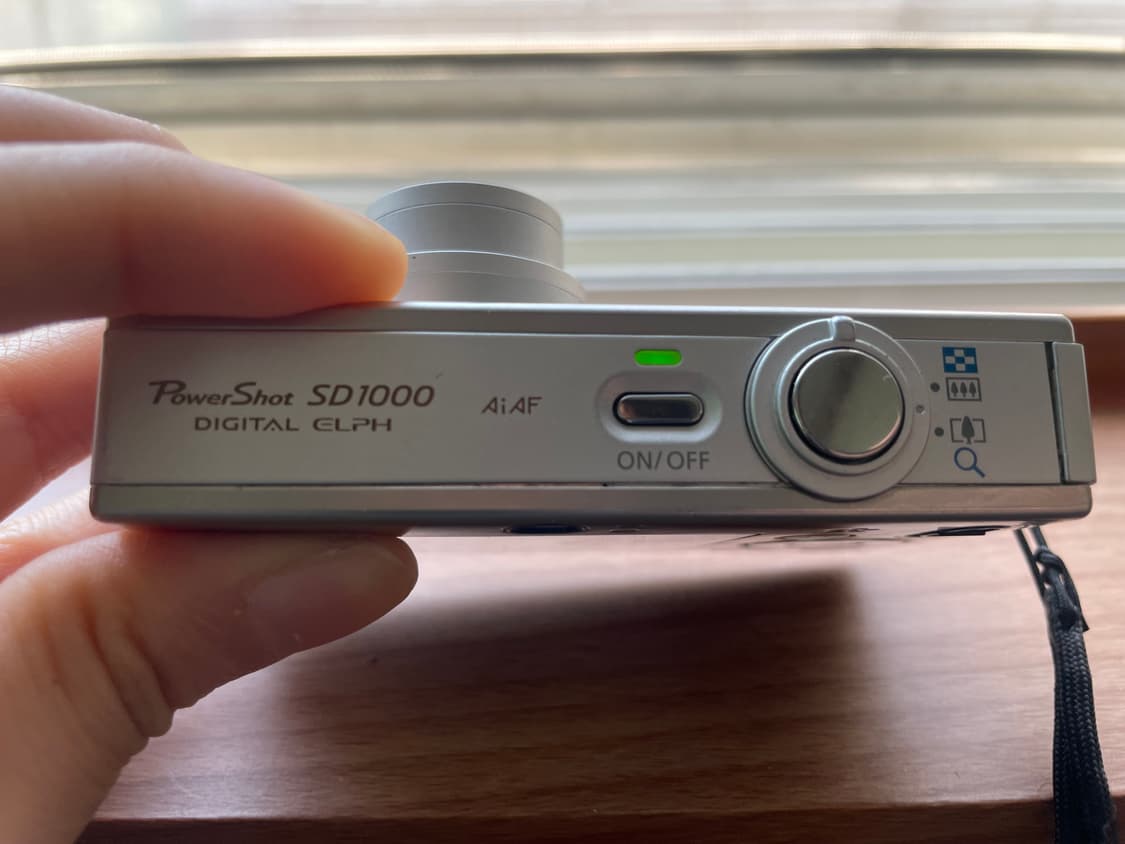 PowerShot SD1000
DIGITAL ELPH
AiAF
ON/OFF